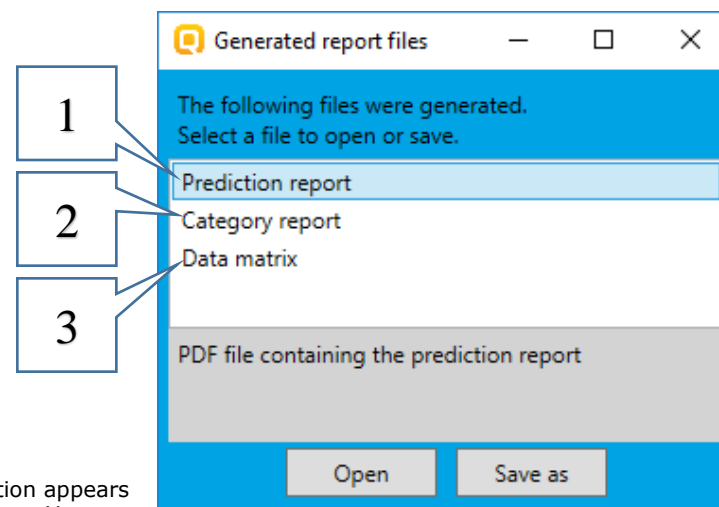 Generated report files
1
The following files were generated.
Select a file to open or save.
Prediction report
2
Category report
Data matrix
3
PDF file containing the prediction report
Open
Save as
tion appears